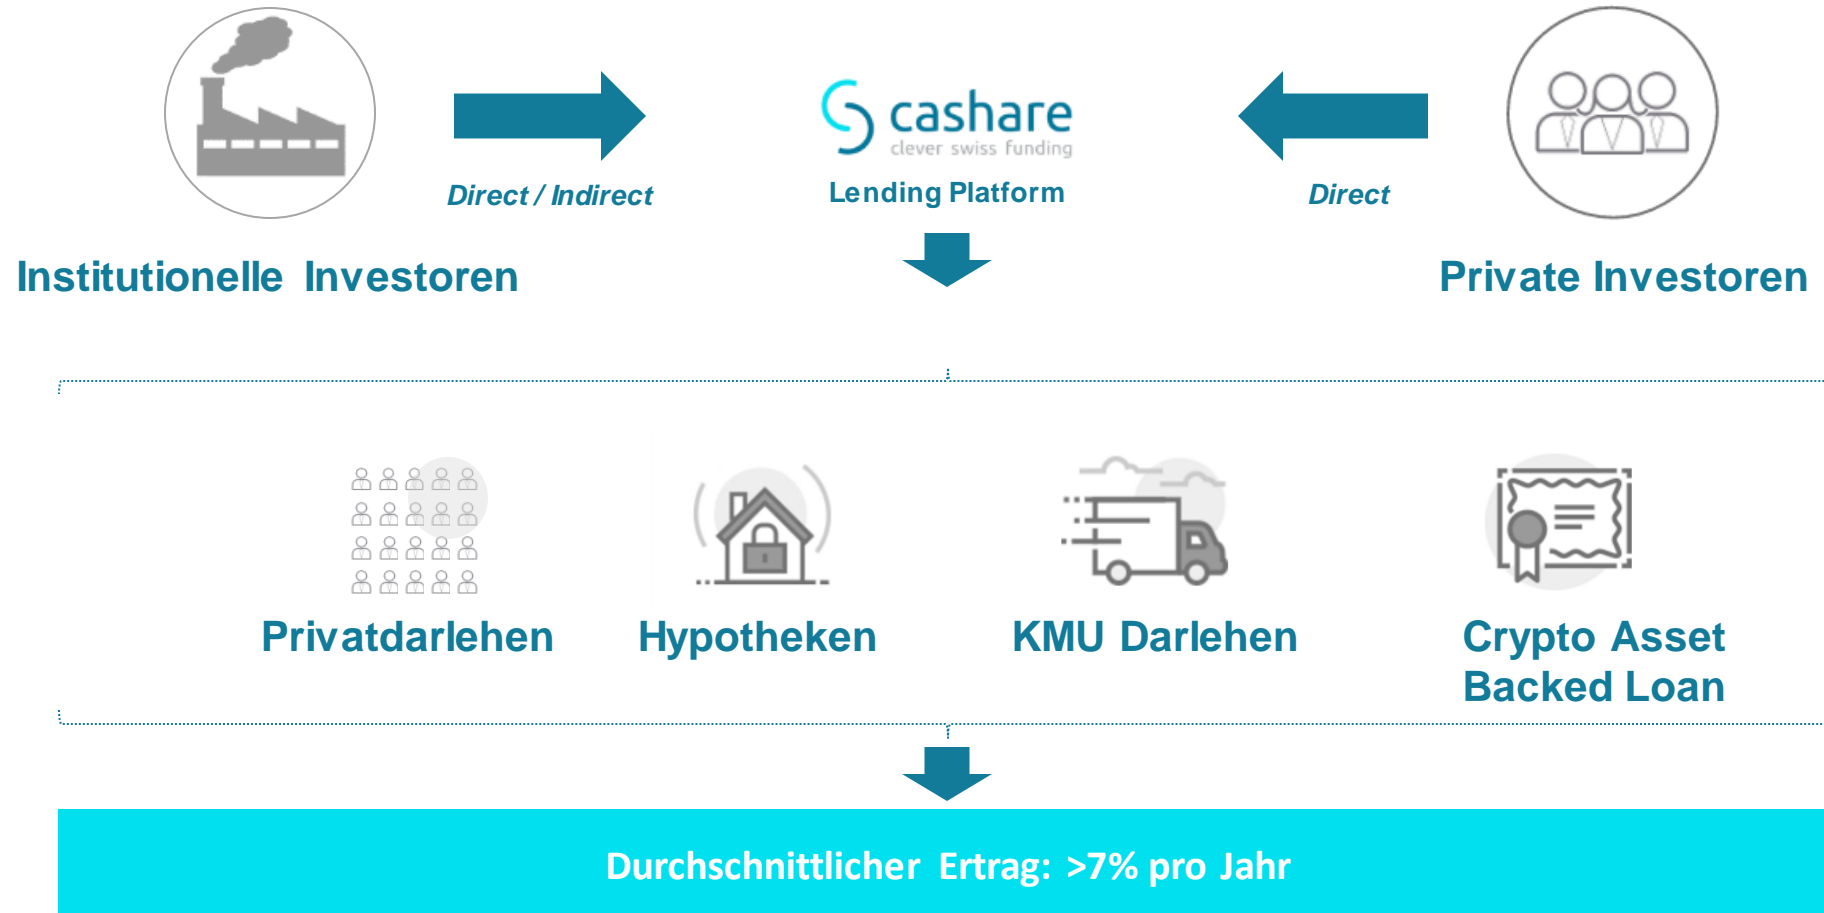 cashare
clever swiss funding
Direct / Indirect
Lending Platform
Direct
Institutionelle Investoren
Private Investoren
Privatdarlehen
Hypotheken
KMU Darlehen
Crypto Asset
Backed Loan
Durchschnittlicher Ertrag: >7% pro Jahr